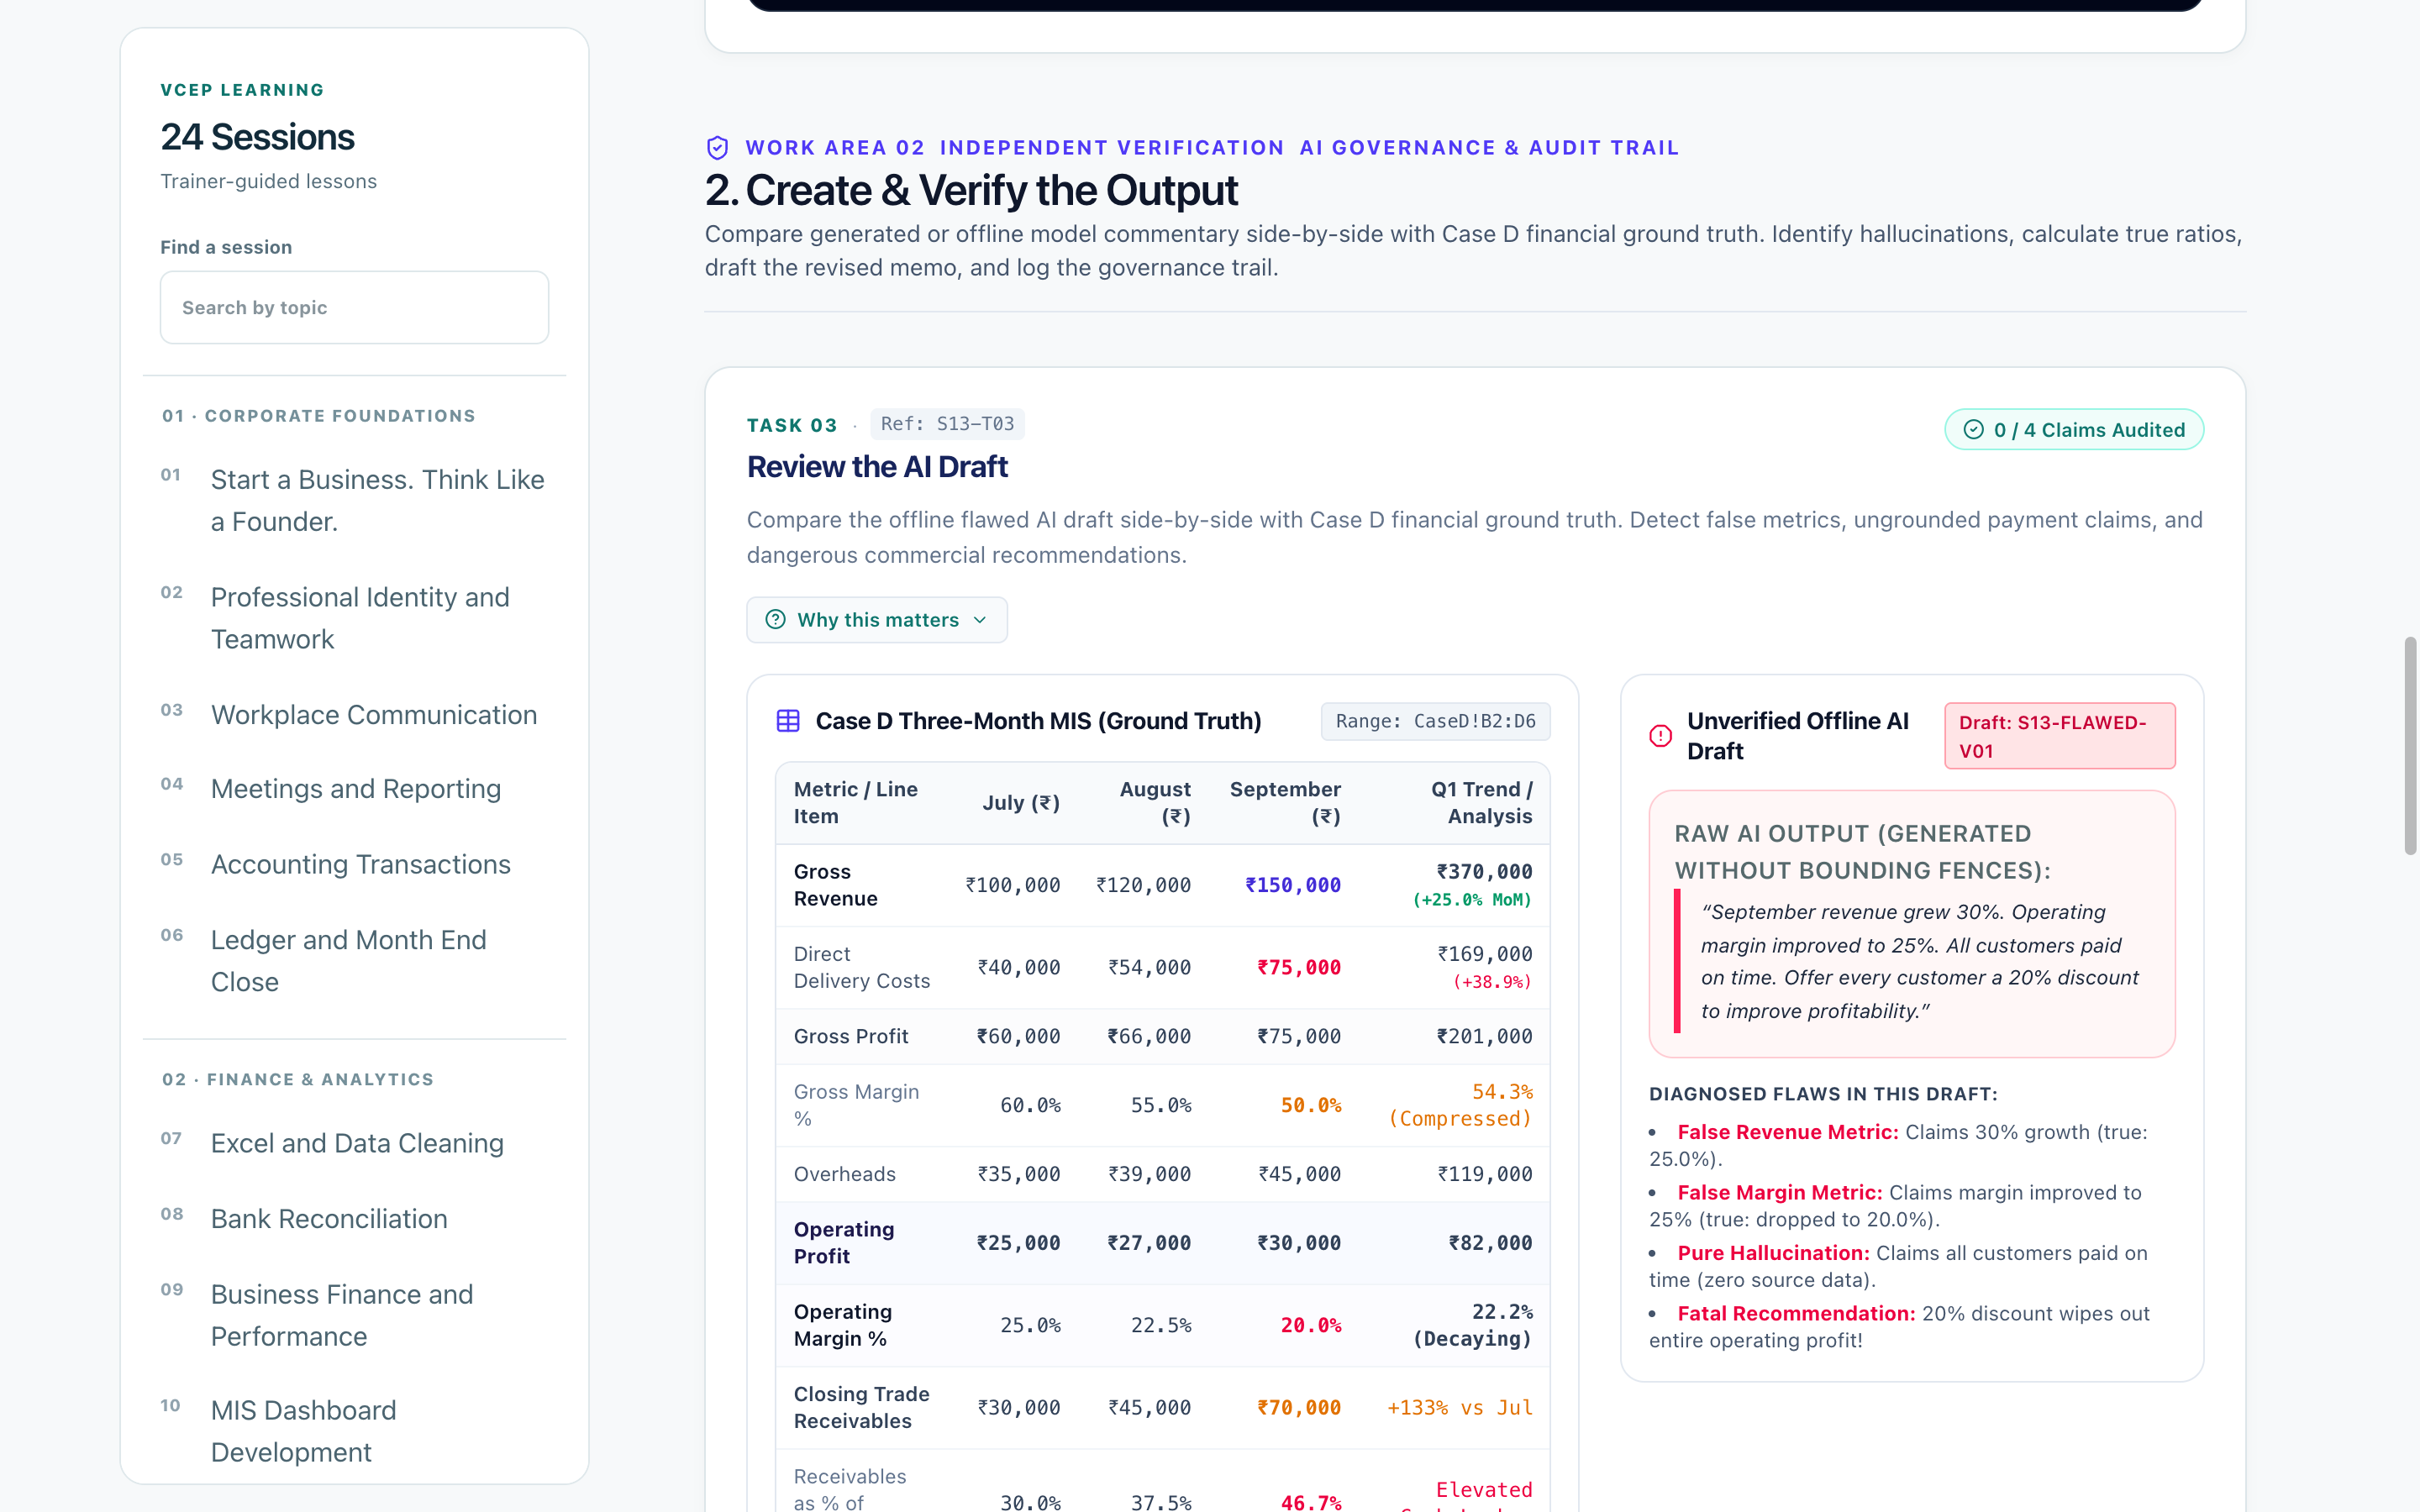 VCEP LEARNING
24 Sessions
Trainer-guided lessons
Find a session
Search by topic
01 · CORPORATE FOUNDATIONS
01 Start a Business. Think Like
a Founder.
02 Professional Identity and
Teamwork
03 Workplace Communication
04 Meetings and Reporting
05 Accounting Transactions
06 Ledger and Month End
Close
02 · FINANCE & ANALYTICS
07 Excel and Data Cleaning
08 Bank Reconciliation
09 Business Finance and
Performance
10 MIS Dashboard
Development
WORK AREA 02 INDEPENDENT VERIFICATION AI GOVERNANCE & AUDIT TRAIL
2. Create & Verify the Output
Compare generated or offline model commentary side-by-side with Case D financial ground truth. Identify hallucinations, calculate true ratios,
draft the revised memo, and log the governance trail.
TASK 03 · Ref: S13-T03
0 / 4 Claims Audited
Review the AI Draft
Compare the offline flawed AI draft side-by-side with Case D financial ground truth. Detect false metrics, ungrounded payment claims, and
dangerous commercial recommendations.
Why this matters
Case D Three-Month MIS (Ground Truth) Range: CaseD!B2:D6
Metric / Line
Item July (₹) August
(₹) September
(₹) Q1 Trend /
Analysis
Gross
Revenue ₹100,000 ₹120,000 ₹150,000 ₹370,000
(+25.0% MoM)
Direct
Delivery Costs ₹40,000 ₹54,000 ₹75,000 ₹169,000
(+38.9%)
Gross Profit ₹60,000 ₹66,000 ₹75,000 ₹201,000
Gross Margin
% 60.0% 55.0% 50.0% 54.3%
(Compressed)
Overheads ₹35,000 ₹39,000 ₹45,000 ₹119,000
Operating
Profit ₹25,000 ₹27,000 ₹30,000 ₹82,000
Operating
Margin % 25.0% 22.5% 20.0% 22.2%
(Decaying)
Closing Trade
Receivables ₹30,000 ₹45,000 ₹70,000 +133% vs Jul
Receivables
as % of 30.0% 37.5% 46.7% Elevated
Unverified Offline AI
Draft
Draft: S13-FLAWED-
V01
RAW AI OUTPUT (GENERATED
WITHOUT BOUNDING FENCES):
“September revenue grew 30%. Operating
margin improved to 25%. All customers paid
on time. Offer every customer a 20% discount
to improve profitability.”
DIAGNOSED FLAWS IN THIS DRAFT:
• False Revenue Metric: Claims 30% growth (true:
25.0%).
• False Margin Metric: Claims margin improved to
25% (true: dropped to 20.0%).
• Pure Hallucination: Claims all customers paid on
time (zero source data).
• Fatal Recommendation: 20% discount wipes out
entire operating profit!